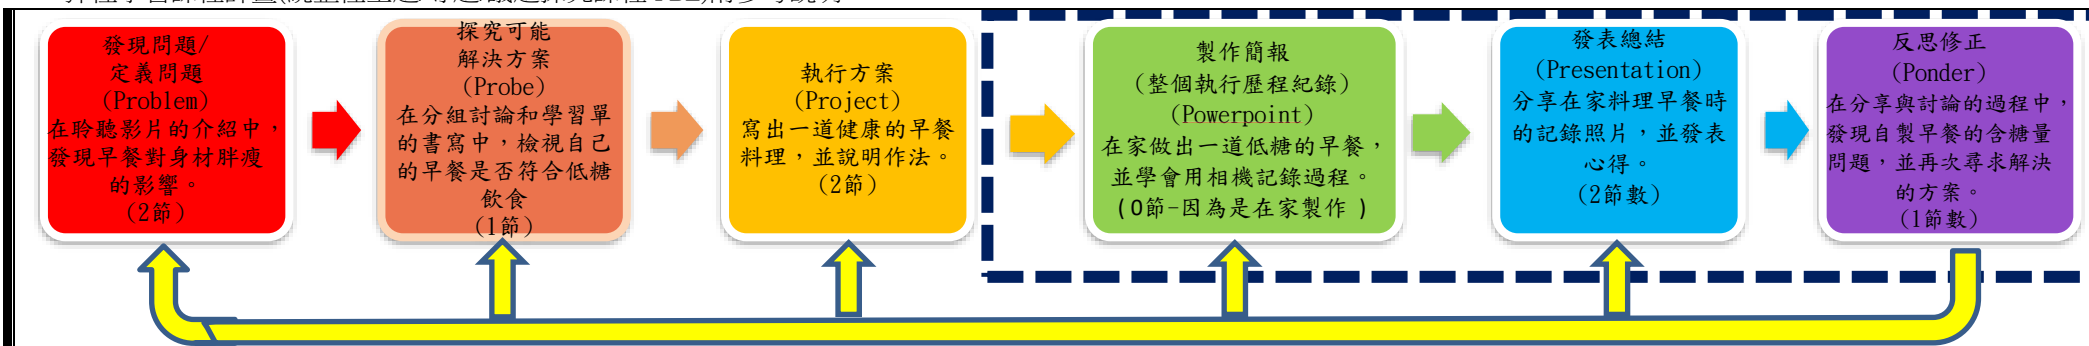 發現問題/
定義問題
(Problem)
在聆聽影片的介紹中，
發現早餐對身材胖瘦
的影響。
(2節)
探究可能
解決方案
(Probe)
在分組討論和學習單
的書寫中，檢視自己
的早餐是否符合低糖
飲食
(1節)
執行方案
(Project)
寫出一道健康的早餐
料理，並說明作法。
(2節)
製作簡報
(整個執行歷程紀錄)
(Powerpoint)
在家做出一道低糖的早餐，
並學會用相機記錄過程。
(0節-因為是在家製作 )
發表總結
(Presentation)
分享在家料理早餐時
的記錄照片，並發表
心得。
(2節數)
反思修正
(Ponder)
在分享與討論的過程中，
發現自製早餐的含糖量
問題，並再次尋求解決
的方案。
(1節數)